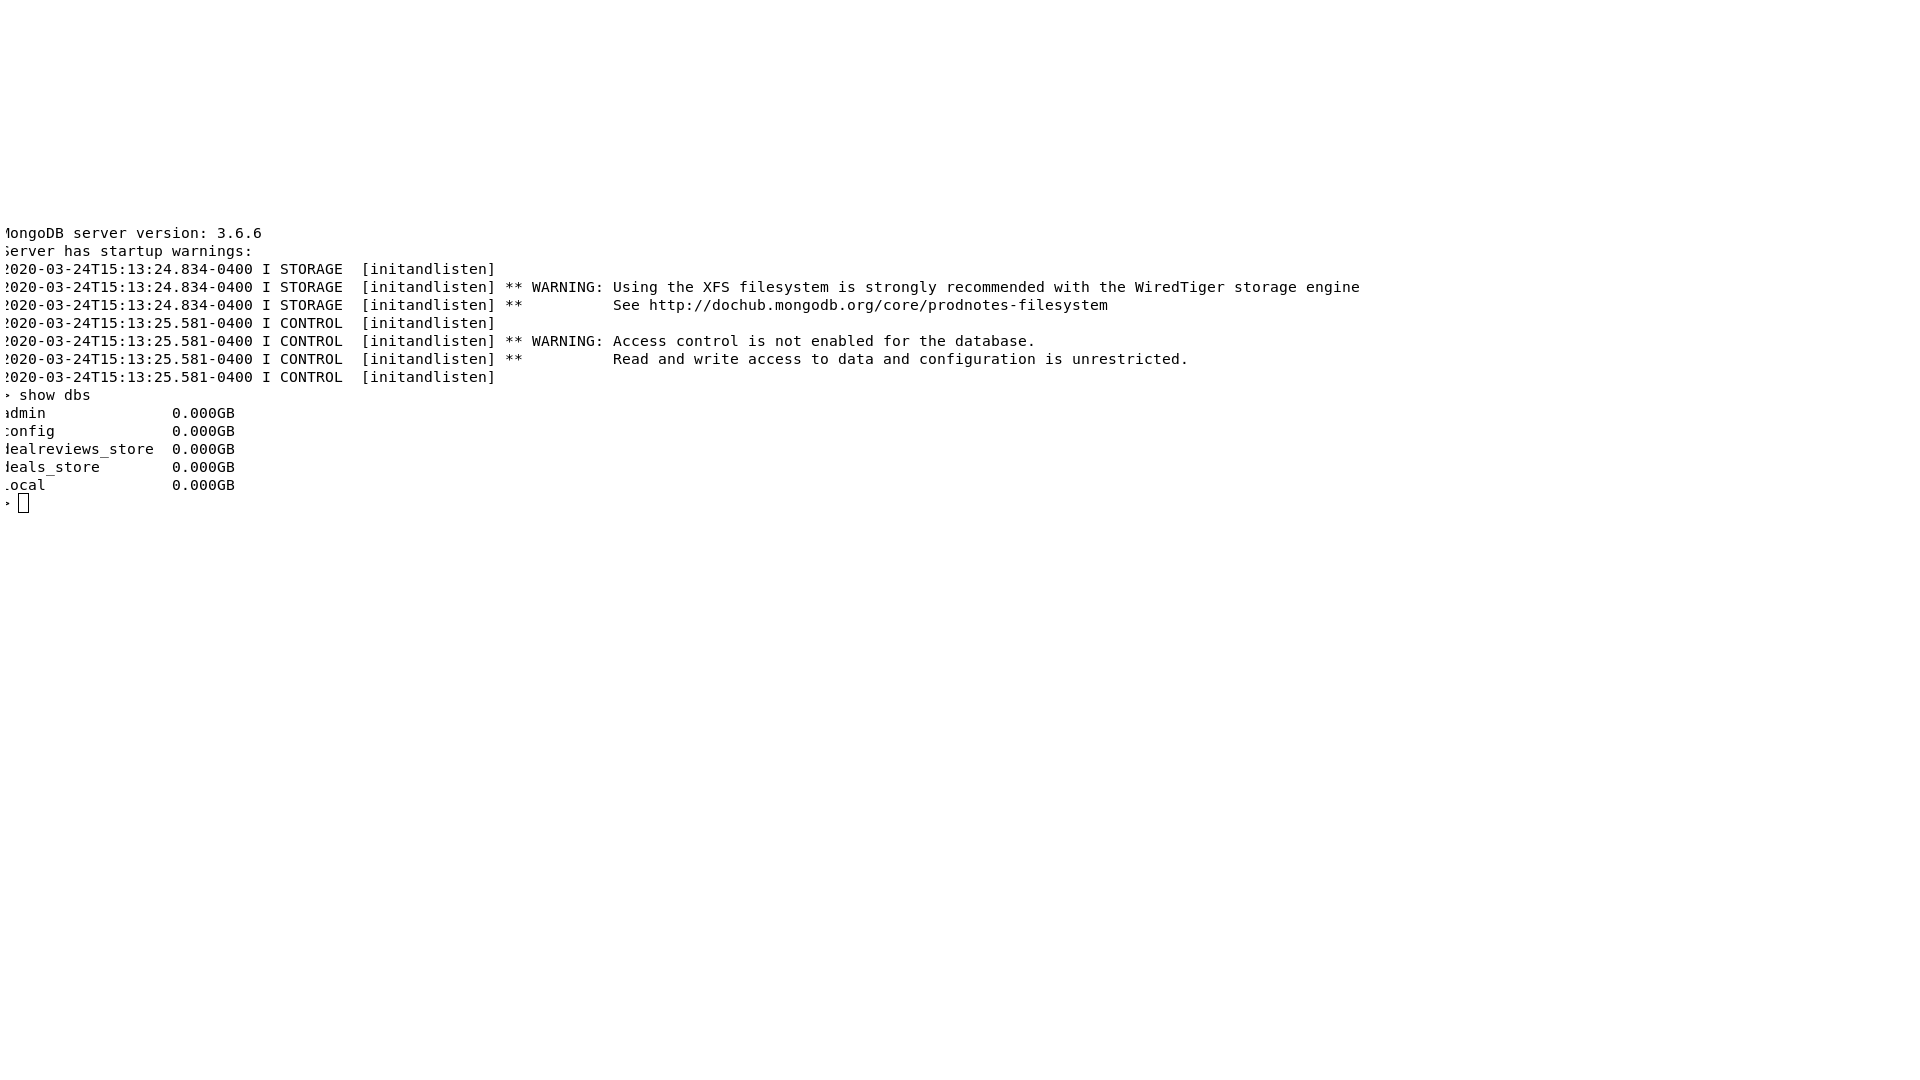 MongoDB server version: 3.6.6
Server has startup warnings:
2020-03-24T15:13:24.834-0400 I STORAGE  [initandlisten]
2020-03-24T15:13:24.834-0400 I STORAGE  [initandlisten] ** WARNING: Using the XFS filesystem is strongly recommended with the WiredTiger storage engine
2020-03-24T15:13:24.834-0400 I STORAGE  [initandlisten] **          See http://dochub.mongodb.org/core/prodnotes-filesystem
2020-03-24T15:13:25.581-0400 I CONTROL  [initandlisten]
2020-03-24T15:13:25.581-0400 I CONTROL  [initandlisten] ** WARNING: Access control is not enabled for the database.
2020-03-24T15:13:25.581-0400 I CONTROL  [initandlisten] **          Read and write access to data and configuration is unrestricted.
2020-03-24T15:13:25.581-0400 I CONTROL  [initandlisten]
> show dbs
admin              0.000GB
config             0.000GB
dealreviews_store  0.000GB
deals_store        0.000GB
local              0.000GB
>